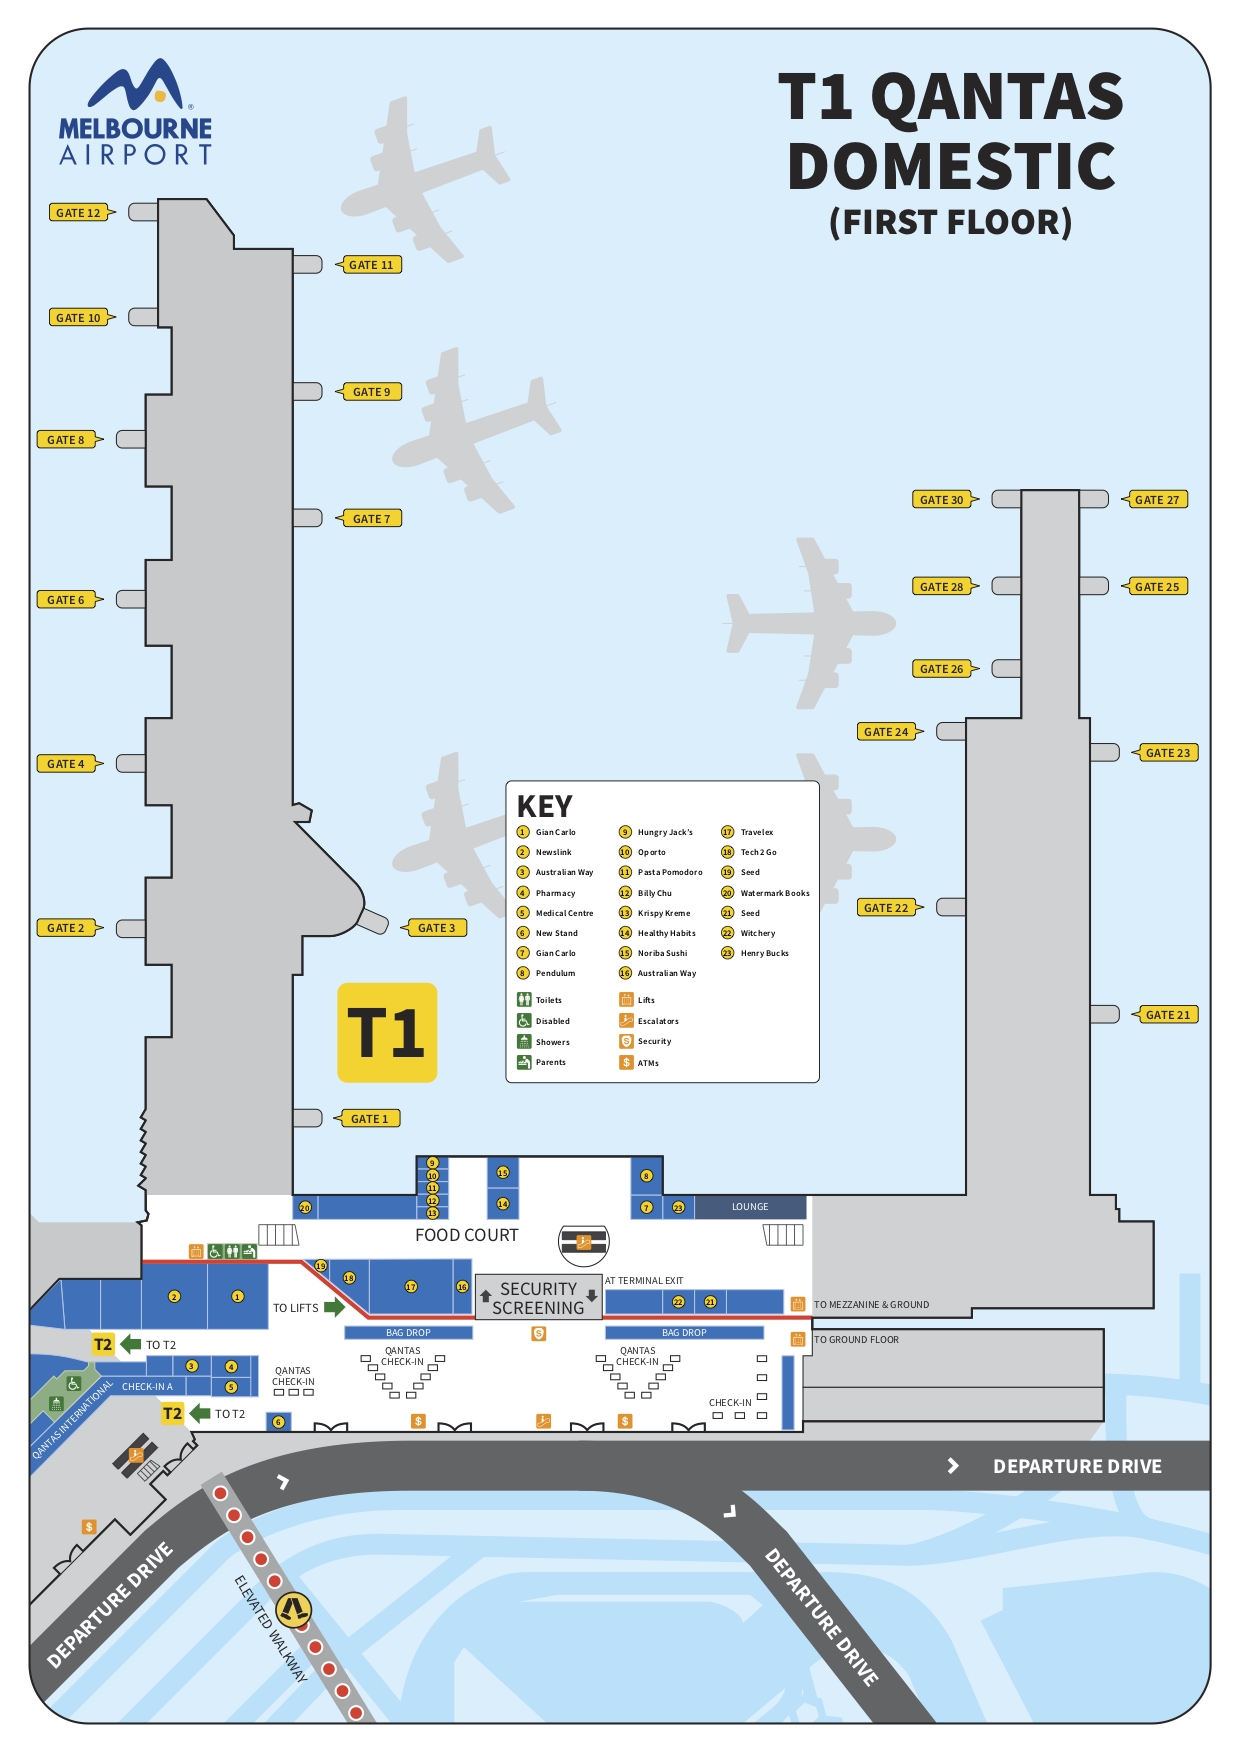 MELBOURNE
AIRPORT
®
T1 QANTAS
DOMESTIC
(FIRST FLOOR)
GATE 12
GATE 11
GATE 10
GATE 9
GATE 8
GATE 7
GATE 6
GATE 4
GATE 2
GATE 3
GATE 1
GATE 30
GATE 27
GATE 28
GATE 25
GATE 26
GATE 24
GATE 23
GATE 22
GATE 21
T1
KEY
1 Gian Carlo
2 Newslink
3 Australian Way
4 Pharmacy
5 Medical Centre
6 New Stand
7 Gian Carlo
8 Pendulum
9 Hungry Jack's
10 Oporto
11 Pasta Pomodoro
12 Billy Chu
13 Krispy Kreme
14 Healthy Habits
15 Noriba Sushi
16 Australian Way
17 Travelex
18 Tech 2 Go
19 Seed
20 Watermark Books
21 Seed
22 Witchery
23 Henry Bucks
Toilets
Disabled
Showers
Parents
Lifts
Escalators
S Security
$ ATMs
9
10
11
12
13
15
14
8
7
23
LOUNGE
20
FOOD COURT
19
18
17
16
SECURITY
SCREENING
AT TERMINAL EXIT
22
21
TO MEZZANINE & GROUND
TO GROUND FLOOR
2
1
TO LIFTS
BAG DROP
S
BAG DROP
T2
TO T2
3
4
5
CHECK-IN A
QANTAS INTERNATIONAL
QANTAS
CHECK-IN
QANTAS
CHECK-IN
QANTAS
CHECK-IN
CHECK-IN
T2
TO T2
6
$
$
$
DEPARTURE DRIVE
DEPARTURE DRIVE
DEPARTURE DRIVE
ELEVATED WALKWAY